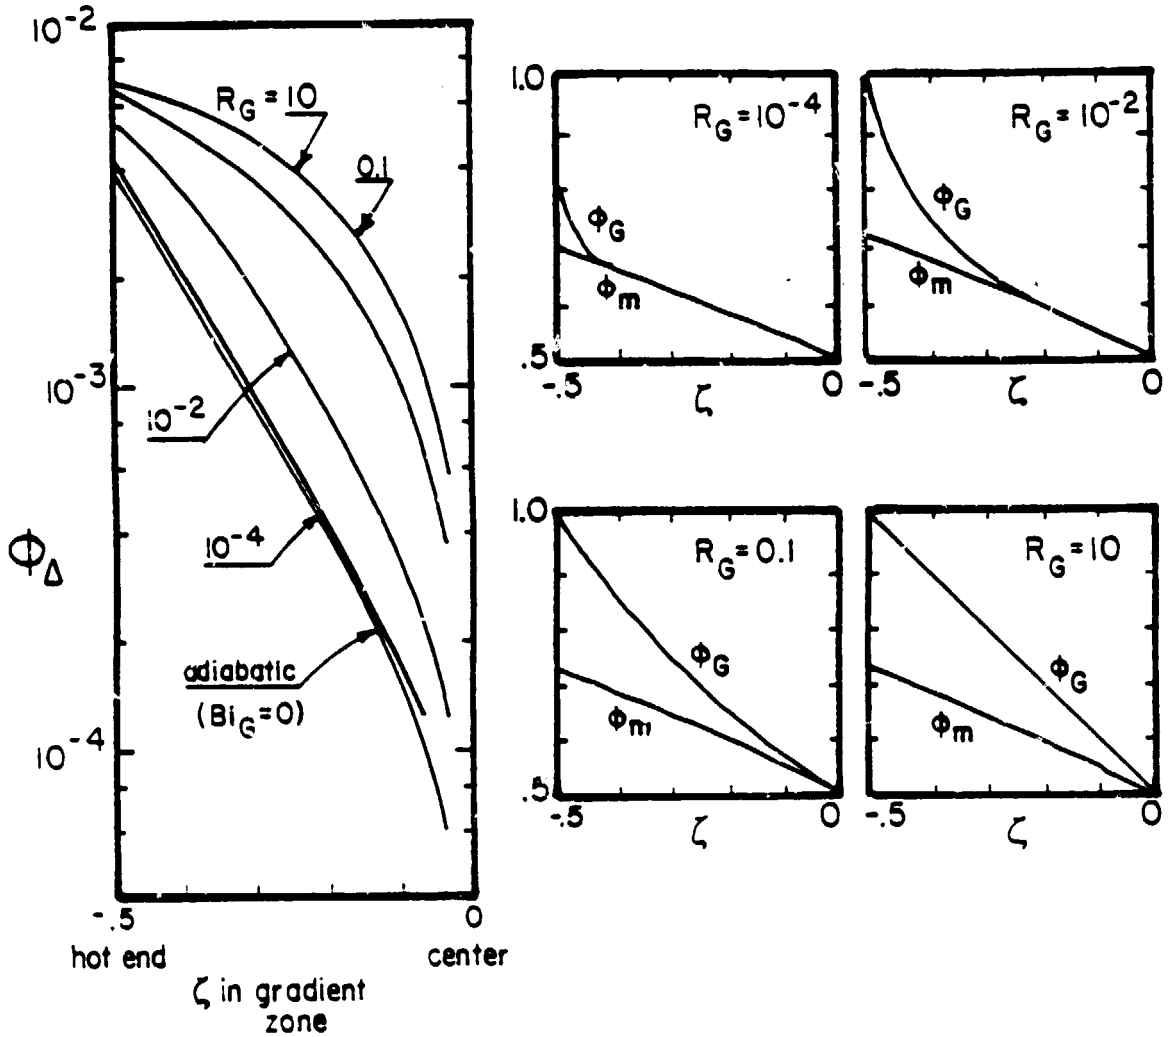 10⁻²
R_G = 10
0.1
10⁻³
10⁻²
10⁻⁴
Φ_Δ
adiabatic
(Bi_G=0)
10⁻⁴
-.5
0
hot end
center
ζ in gradient
zone
1.0
R_G = 10⁻⁴
ϕ_G
ϕ_m
.5
-.5
0
ζ
R_G = 10⁻²
ϕ_G
ϕ_m
-.5
0
ζ
1.0
R_G = 0.1
ϕ_G
ϕ_m
.5
-.5
0
ζ
R_G = 10
ϕ_G
ϕ_m
-.5
0
ζ